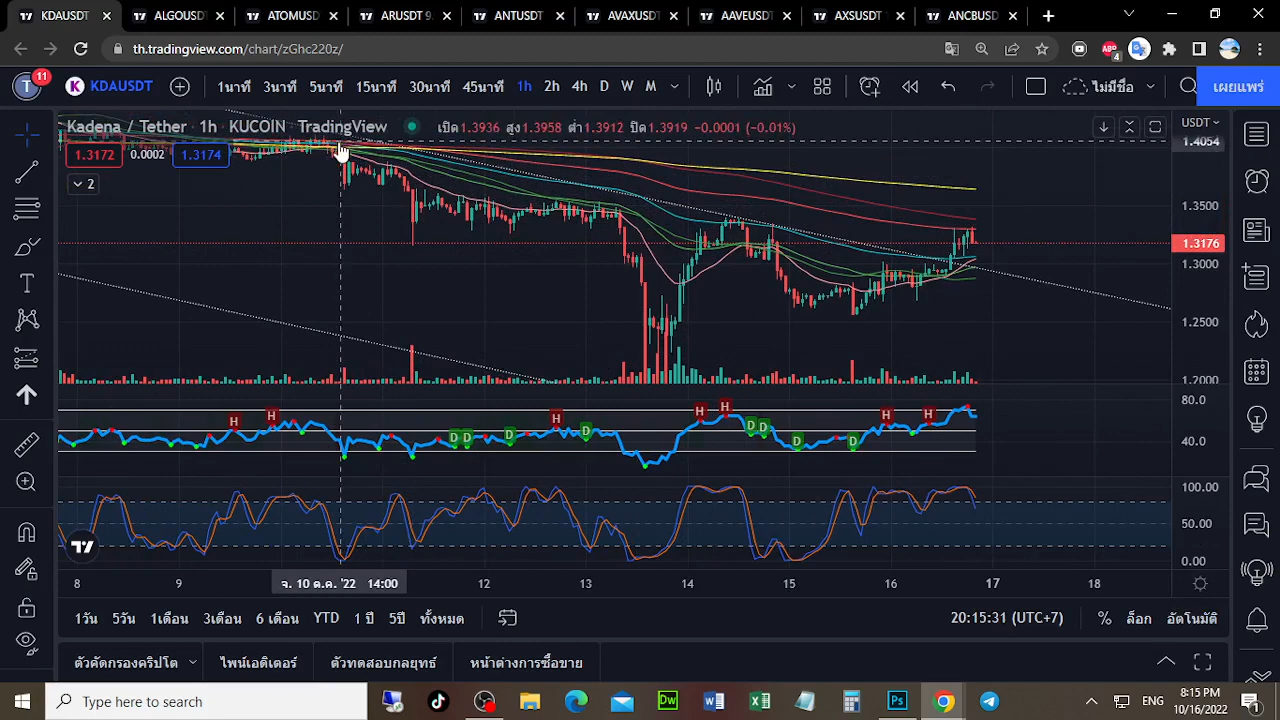 KDAUSDT
ALGOUSDT
ATOMUSD
ARUSDT 9.
ANTUSDT
AVAXUSDT
AAVEUSDT
AXSUSDT
ANCBUSD
th.tradingview.com/chart/zGhc220z/
ABP 4
T 11
KDAUSDT
1นาที 3นาที 5นาที 15นาที 30นาที 45นาที 1h 2h 4h D W M
ไม่มีชื่อ
เผยแพร่
Kadena / Tether 1h KUCOIN TradingView
เปิด1.3936 สูง1.3958 ต่ำ1.3912 ปิด1.3919 −0.0001 (−0.01%)
USDT
1.3172 0.0002 1.3174
2
1.4054
1.3500
1.3176
1.3000
1.2500
1.2000
H H H H H H H
D D D D D D D D
80.0
40.0
100.00
50.00
0.00
8 9 จ. 10 ต.ค. '22 14:00 12 13 14 15 16 17 18
1วัน 5วัน 1เดือน 3เดือน 6 เดือน YTD 1 ปี 5ปี ทั้งหมด
20:15:31 (UTC+7) % ล็อก อัตโนมัติ
ตัวคัดกรองคริปโต ไพน์เอดิเตอร์ ตัวทดสอบกลยุทธ์ หน้าต่างการซื้อขาย
Type here to search
Dw
Ps
ENG
8:15 PM
10/16/2022
1